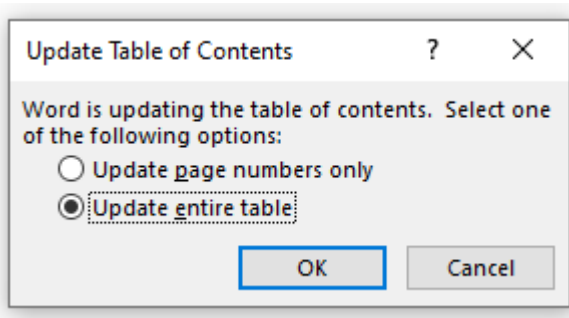 Update Table of Contents ?
Word is updating the table of contents. Select one
of the following options:
Update page numbers only
Update entire table
OK Cancel